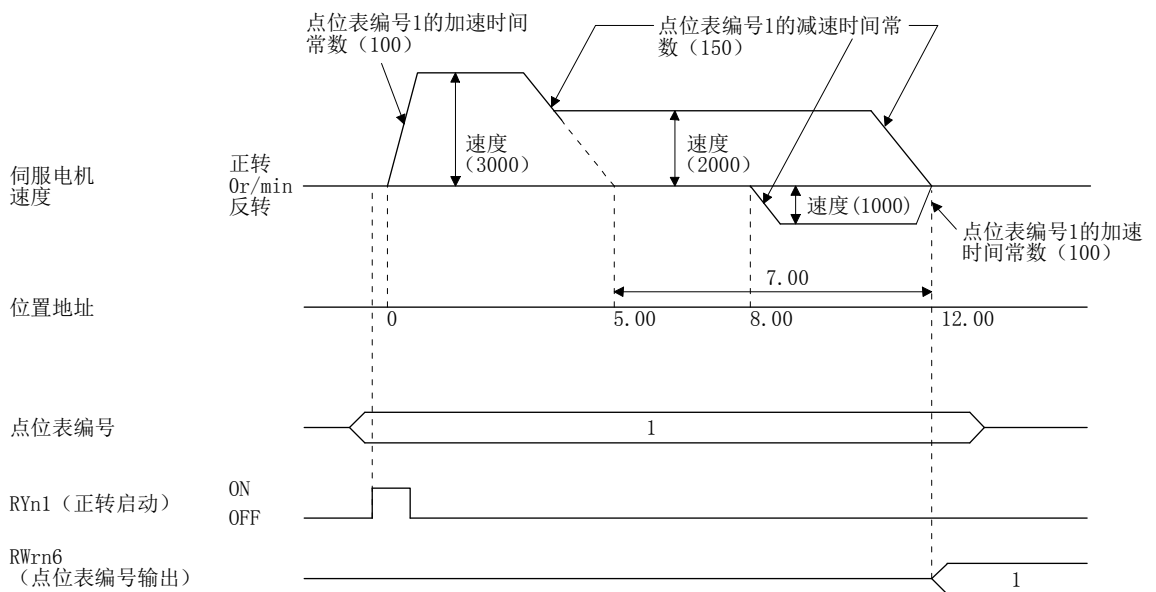 点位表编号1的加速时间
常数（100）
点位表编号1的减速时间常
数（150）
速度
（3000）
速度
（2000）
伺服电机
速度
正转
0r/min
反转
速度(1000)
点位表编号1的加速
时间常数（100）
7.00
位置地址
0
5.00
8.00
12.00
点位表编号
1
RYn1（正转启动）
ON
OFF
RWrn6
（点位表编号输出）
1